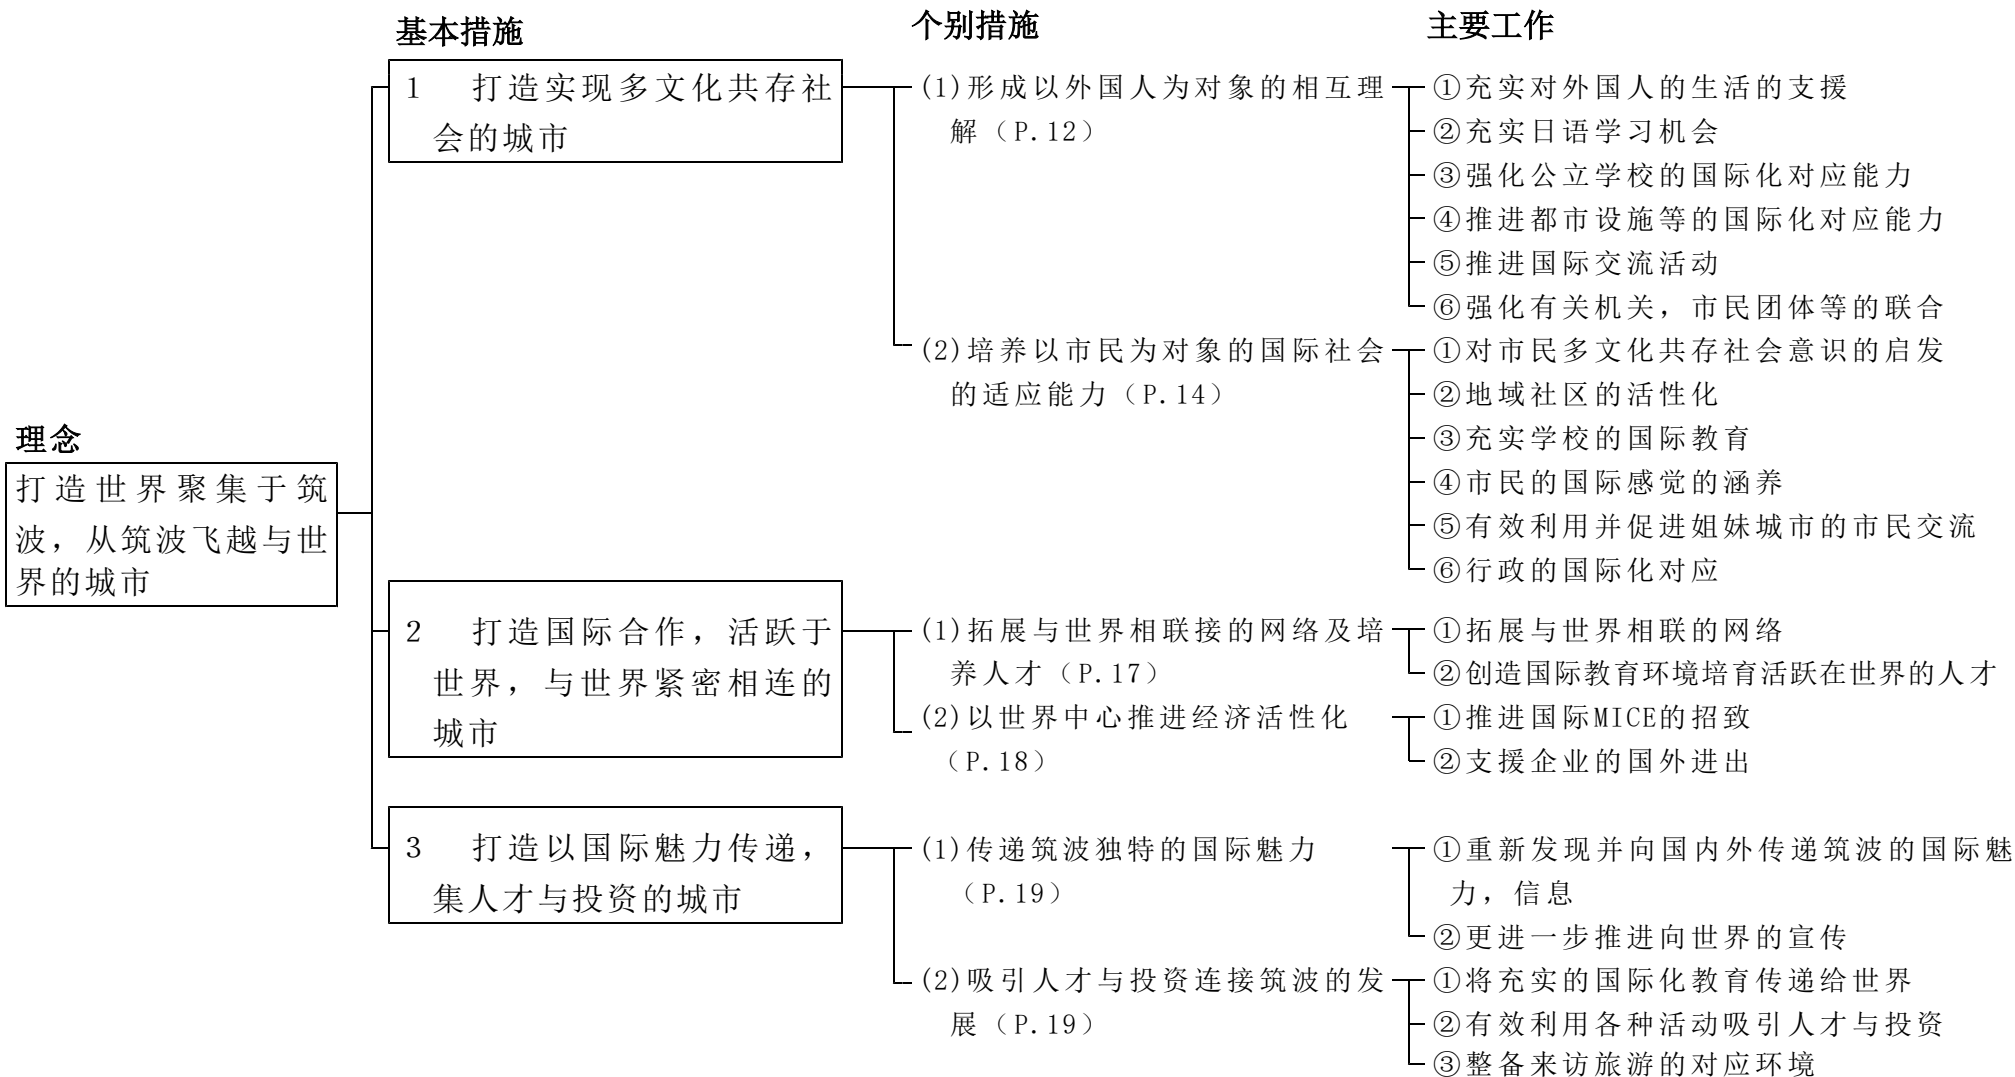 基本措施
个别措施
主要工作
1 打造实现多文化共存社
会的城市
(1)形成以外国人为对象的相互理
解（P.12）
①充实对外国人的生活的支援
②充实日语学习机会
③强化公立学校的国际化对应能力
④推进都市设施等的国际化对应能力
⑤推进国际交流活动
⑥强化有关机关，市民团体等的联合
(2)培养以市民为对象的国际社会
的适应能力（P.14）
①对市民多文化共存社会意识的启发
②地域社区的活性化
③充实学校的国际教育
④市民的国际感觉的涵养
⑤有效利用并促进姐妹城市的市民交流
⑥行政的国际化对应
理念
打造世界聚集于筑
波，从筑波飞越与世
界的城市
2 打造国际合作，活跃于
世界，与世界紧密相连的
城市
(1)拓展与世界相联接的网络及培
养人才（P.17）
①拓展与世界相联的网络
②创造国际教育环境培育活跃在世界的人才
(2)以世界中心推进经济活性化
（P.18）
①推进国际MICE的招致
②支援企业的国外进出
3 打造以国际魅力传递，
集人才与投资的城市
(1)传递筑波独特的国际魅力
（P.19）
①重新发现并向国内外传递筑波的国际魅
力，信息
②更进一步推进向世界的宣传
(2)吸引人才与投资连接筑波的发
展（P.19）
①将充实的国际化教育传递给世界
②有效利用各种活动吸引人才与投资
③整备来访旅游的对应环境